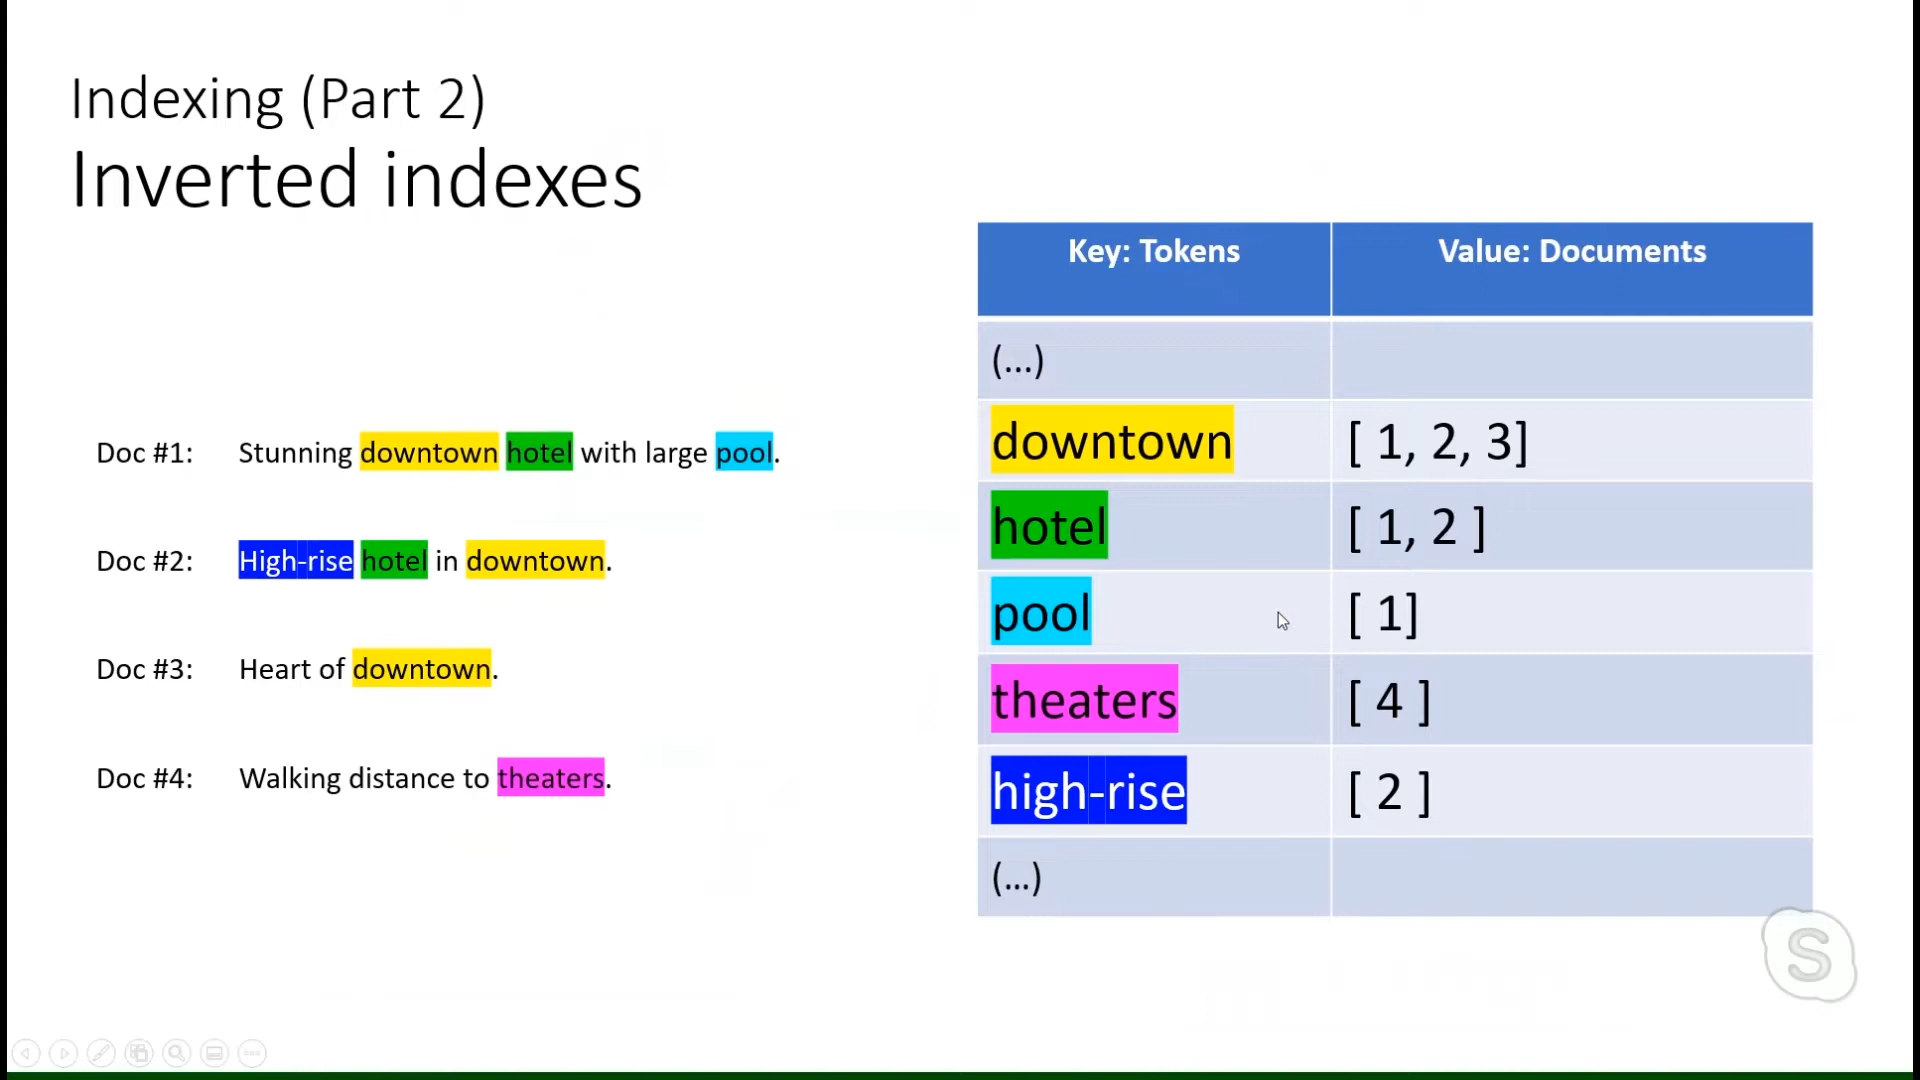 Indexing (Part 2)
Inverted indexes
Doc #1: Stunning downtown hotel with large pool.
Doc #2: High-rise hotel in downtown.
Doc #3: Heart of downtown.
Doc #4: Walking distance to theaters.
Key: Tokens Value: Documents
(...)
downtown [ 1, 2, 3]
hotel [ 1, 2 ]
pool [ 1]
theaters [ 4 ]
high-rise [ 2 ]
(...)
S